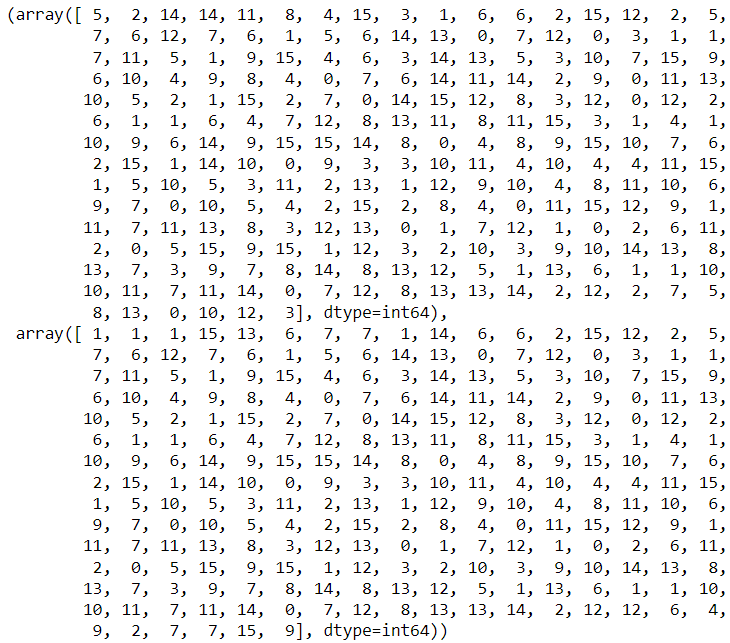 (array([ 5,  2, 14, 14, 11,  8,  4, 15,  3,  1,  6,  6,  2, 15, 12,  2,  5,
         7,  6, 12,  7,  6,  1,  5,  6, 14, 13,  0,  7, 12,  0,  3,  1,  1,
         7, 11,  5,  1,  9, 15,  4,  6,  3, 14, 13,  5,  3, 10,  7, 15,  9,
         6, 10,  4,  9,  8,  4,  0,  7,  6, 14, 11, 14,  2,  9,  0, 11, 13,
        10,  5,  2,  1, 15,  2,  7,  0, 14, 15, 12,  8,  3, 12,  0, 12,  2,
         6,  1,  1,  6,  4,  7, 12,  8, 13, 11,  8, 11, 15,  3,  1,  4,  1,
        10,  9,  6, 14,  9, 15, 15, 14,  8,  0,  4,  8,  9, 15, 10,  7,  6,
         2, 15,  1, 14, 10,  0,  9,  3,  3, 10, 11,  4, 10,  4,  4, 11, 15,
         1,  5, 10,  5,  3, 11,  2, 13,  1, 12,  9, 10,  4,  8, 11, 10,  6,
         9,  7,  0, 10,  5,  4,  2, 15,  2,  8,  4,  0, 11, 15, 12,  9,  1,
        11,  7, 11, 13,  8,  3, 12, 13,  0,  1,  7, 12,  1,  0,  2,  6, 11,
         2,  0,  5, 15,  9, 15,  1, 12,  3,  2, 10,  3,  9, 10, 14, 13,  8,
        13,  7,  3,  9,  7,  8, 14,  8, 13, 12,  5,  1, 13,  6,  1,  1, 10,
        10, 11,  7, 11, 14,  0,  7, 12,  8, 13, 13, 14,  2, 12,  2,  7,  5,
         8, 13,  0, 10, 12,  3], dtype=int64),
 array([ 1,  1,  1, 15, 13,  6,  7,  7,  1, 14,  6,  6,  2, 15, 12,  2,  5,
         7,  6, 12,  7,  6,  1,  5,  6, 14, 13,  0,  7, 12,  0,  3,  1,  1,
         7, 11,  5,  1,  9, 15,  4,  6,  3, 14, 13,  5,  3, 10,  7, 15,  9,
         6, 10,  4,  9,  8,  4,  0,  7,  6, 14, 11, 14,  2,  9,  0, 11, 13,
        10,  5,  2,  1, 15,  2,  7,  0, 14, 15, 12,  8,  3, 12,  0, 12,  2,
         6,  1,  1,  6,  4,  7, 12,  8, 13, 11,  8, 11, 15,  3,  1,  4,  1,
        10,  9,  6, 14,  9, 15, 15, 14,  8,  0,  4,  8,  9, 15, 10,  7,  6,
         2, 15,  1, 14, 10,  0,  9,  3,  3, 10, 11,  4, 10,  4,  4, 11, 15,
         1,  5, 10,  5,  3, 11,  2, 13,  1, 12,  9, 10,  4,  8, 11, 10,  6,
         9,  7,  0, 10,  5,  4,  2, 15,  2,  8,  4,  0, 11, 15, 12,  9,  1,
        11,  7, 11, 13,  8,  3, 12, 13,  0,  1,  7, 12,  1,  0,  2,  6, 11,
         2,  0,  5, 15,  9, 15,  1, 12,  3,  2, 10,  3,  9, 10, 14, 13,  8,
        13,  7,  3,  9,  7,  8, 14,  8, 13, 12,  5,  1, 13,  6,  1,  1, 10,
        10, 11,  7, 11, 14,  0,  7, 12,  8, 13, 13, 14,  2, 12, 12,  6,  4,
         9,  2,  7,  7, 15,  9], dtype=int64))